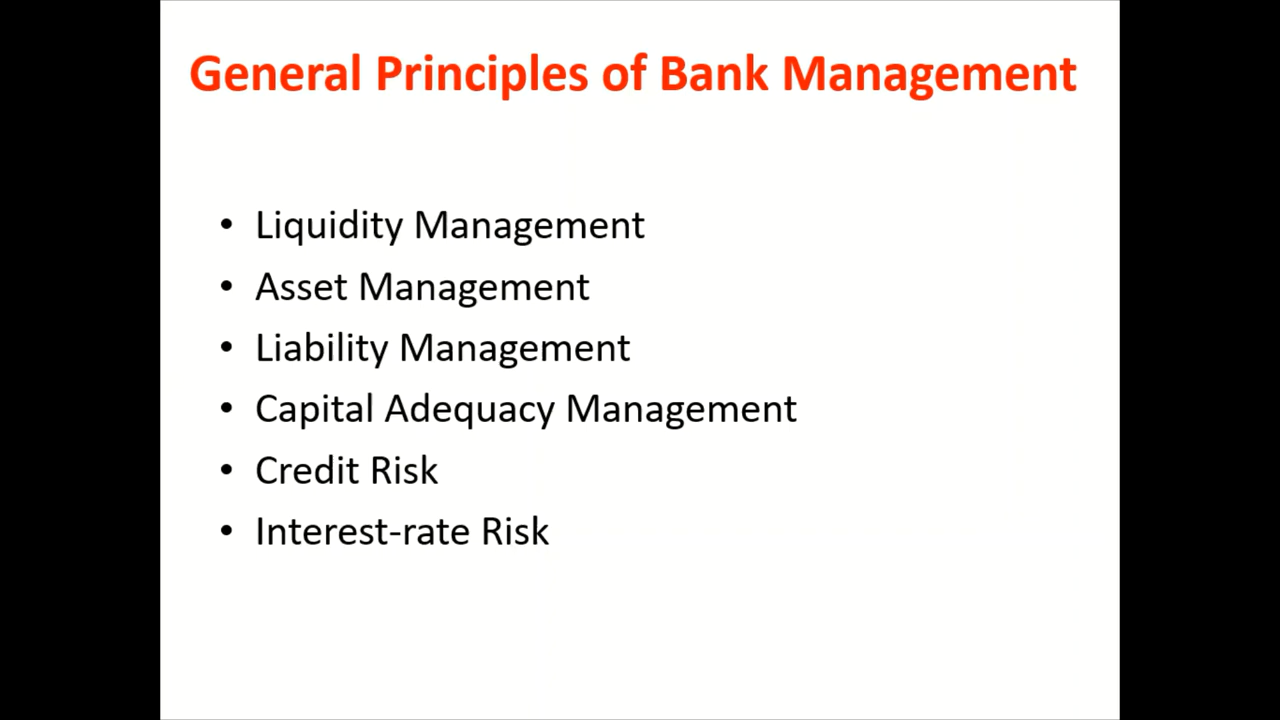 General Principles of Bank Management
• Liquidity Management
• Asset Management
• Liability Management
• Capital Adequacy Management
• Credit Risk
• Interest-rate Risk